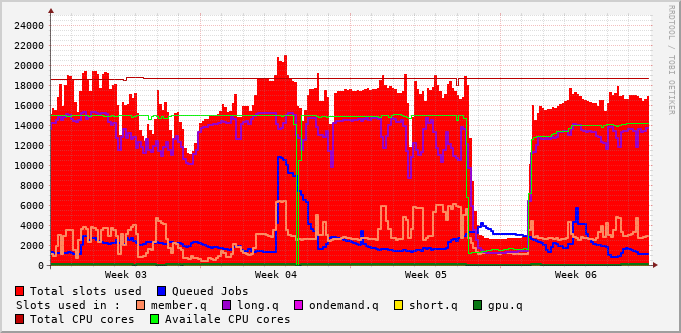 24000
22000
20000
18000
16000
14000
12000
10000
8000
6000
4000
2000
0
Week 03 Week 04 Week 05 Week 06
RRDTOOL / TOBI OETIKER
Total slots used Queued Jobs
Slots used in : member.q long.q ondemand.q short.q gpu.q
Total CPU cores Availale CPU cores